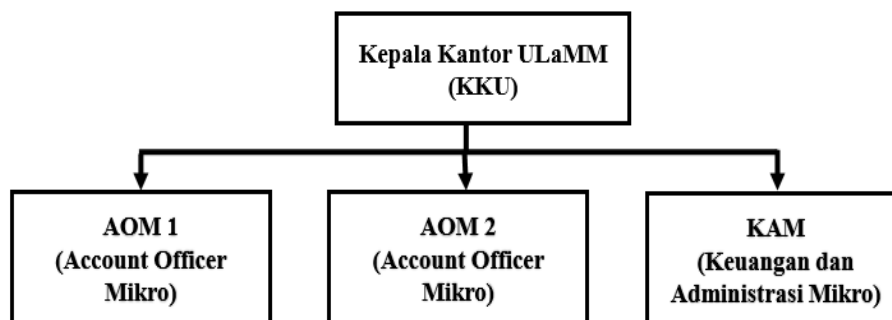 Kepala Kantor ULaMM
(KKU)
AOM 1
(Account Officer
Mikro)
AOM 2
(Account Officer
Mikro)
KAM
(Keuangan dan
Administrasi Mikro)